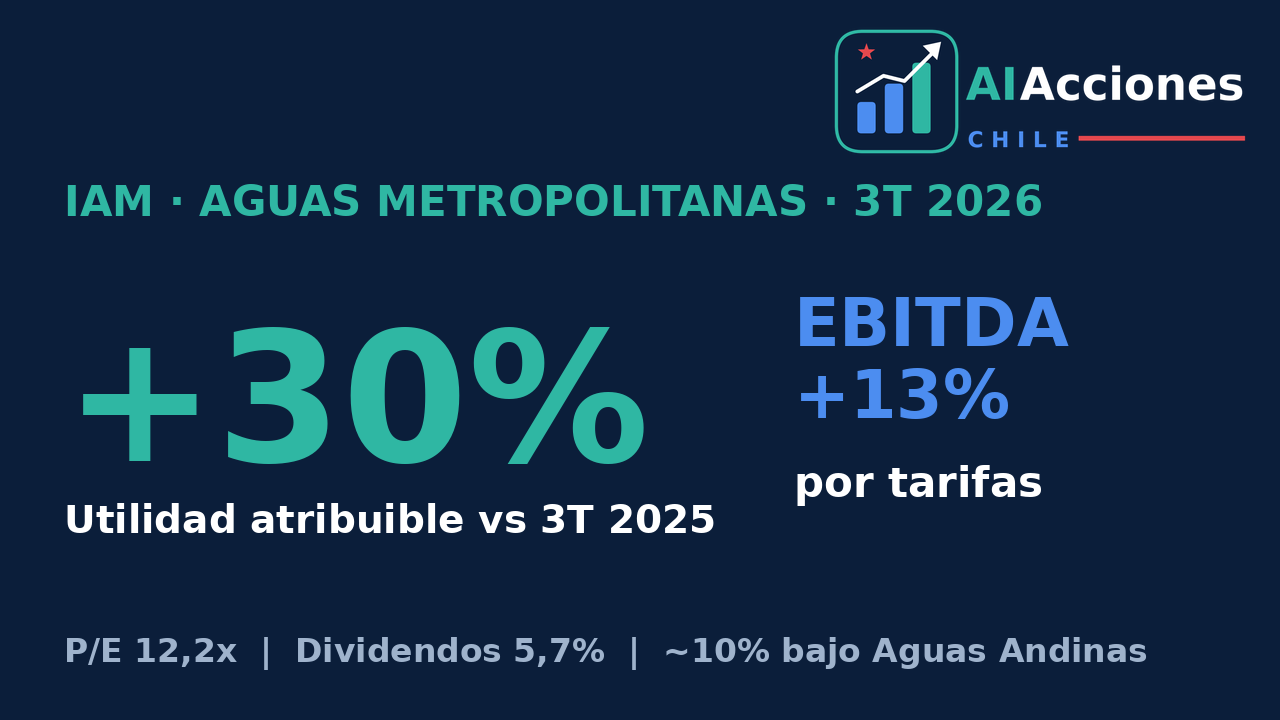 AIAcciones
CHILE
IAM · AGUAS METROPOLITANAS · 3T 2026
+30%
Utilidad atribuible vs 3T 2025
EBITDA
+13%
por tarifas
P/E 12,2x | Dividendos 5,7% | ~10% bajo Aguas Andinas